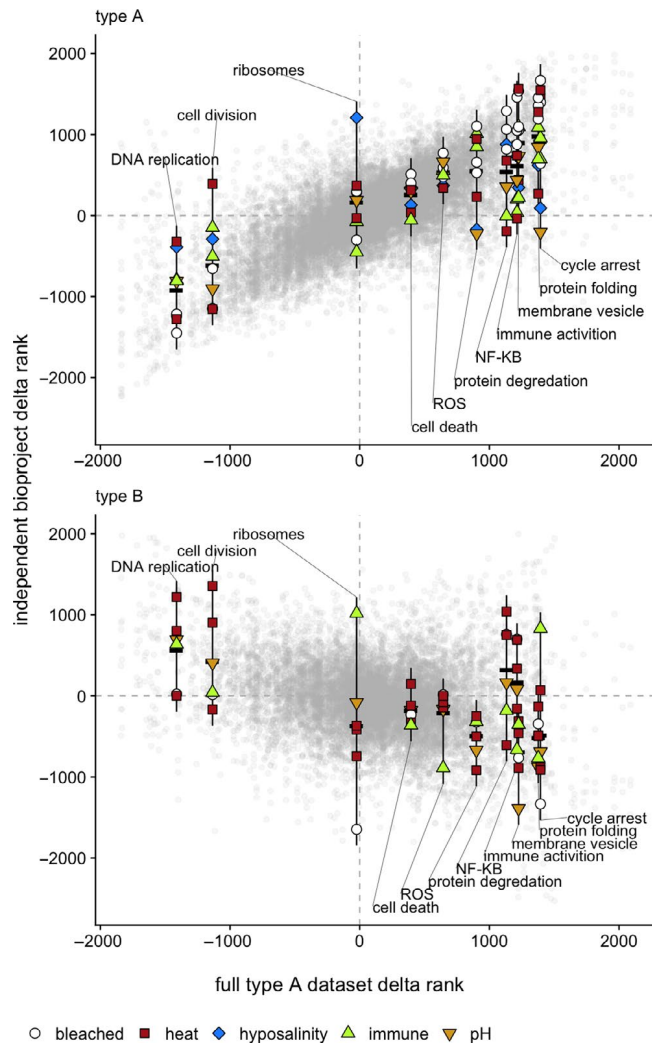 type A
2000
1000
0
−1000
−2000
ribosomes
cell division
DNA replication
cycle arrest
protein folding
membrane vesicle
immune activition
NF-KB
protein degredation
ROS
cell death
−2000
−1000
0
1000
2000
independent bioproject delta rank
type B
2000
1000
0
−1000
−2000
ribosomes
cell division
DNA replication
cycle arrest
protein folding
membrane vesicle
immune activition
NF-KB
protein degredation
ROS
cell death
−2000
−1000
0
1000
2000
full type A dataset delta rank
bleached heat hyposalinity immune pH